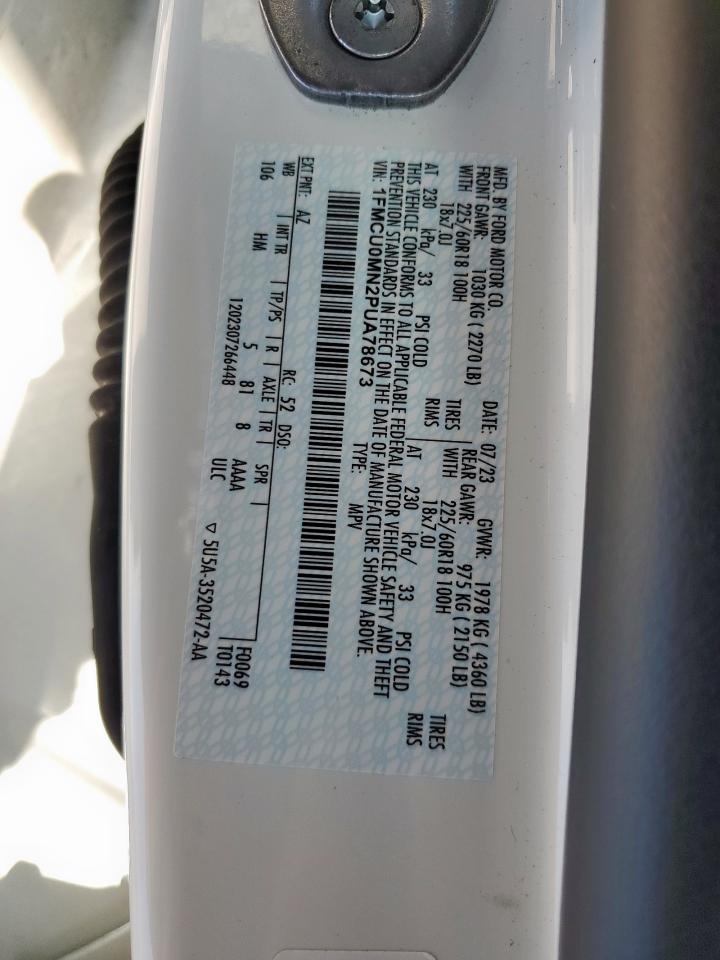 MFD. BY FORD MOTOR CO. DATE: 07/23 GVWR: 1978 KG ( 4360 LB)
FRONT GAWR: 1030 KG ( 2270 LB) REAR GAWR: 975 KG ( 2150 LB)
WITH 225/60R18 100H TIRES WITH 225/60R18 100H TIRES
18x7.0J RIMS 18x7.0J RIMS
AT 230 kPa/ 33 PSI COLD AT 230 kPa/ 33 PSI COLD
THIS VEHICLE CONFORMS TO ALL APPLICABLE FEDERAL MOTOR VEHICLE SAFETY AND THEFT
PREVENTION STANDARDS IN EFFECT ON THE DATE OF MANUFACTURE SHOWN ABOVE.
VIN: 1FMCU0MN2PUA78673 TYPE: MPV
EXT PNT: AZ RC: 52 DSO:
WB INT TR TP/PS R AXLE TR SPR F0069
106 HM 5 81 8 AAAA T0143
1202307266448 ULC
5U5A-3520472-AA